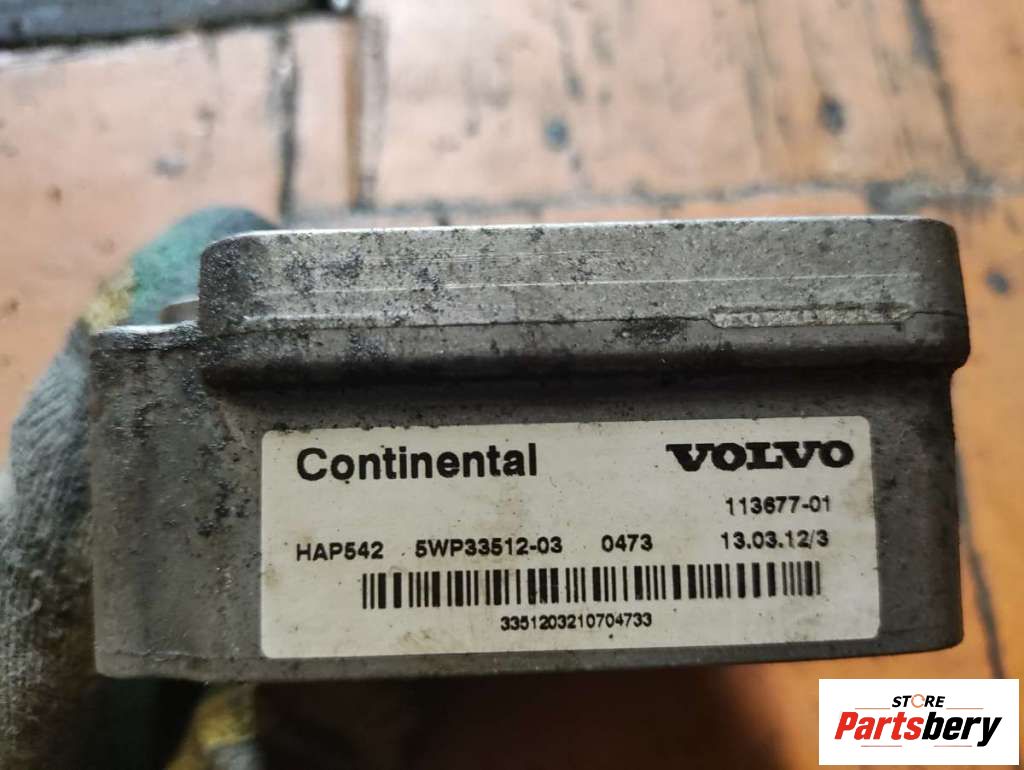 Continental VOLVO
113677-01
HAP542 5WP33512-03 0473 13.03.12/3
3351203210704733
STORE
Partsbery